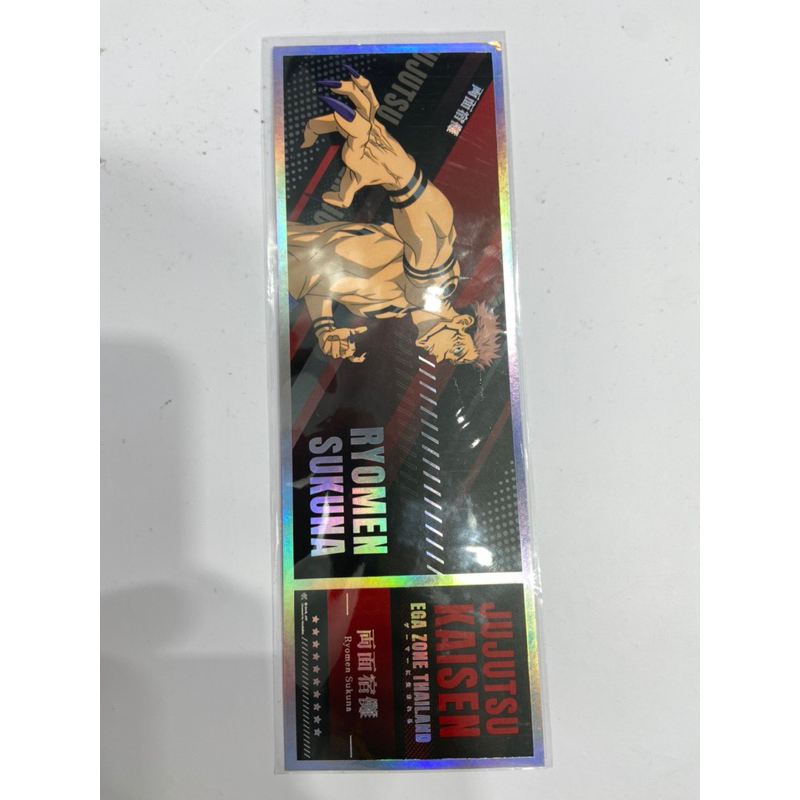 JUJUTSU
両面宿儺
RYOMEN
SUKUNA
JUJUTSU
KAISEN
EGA ZONE THAILAND
両面宿儺
Ryomen Sukuna